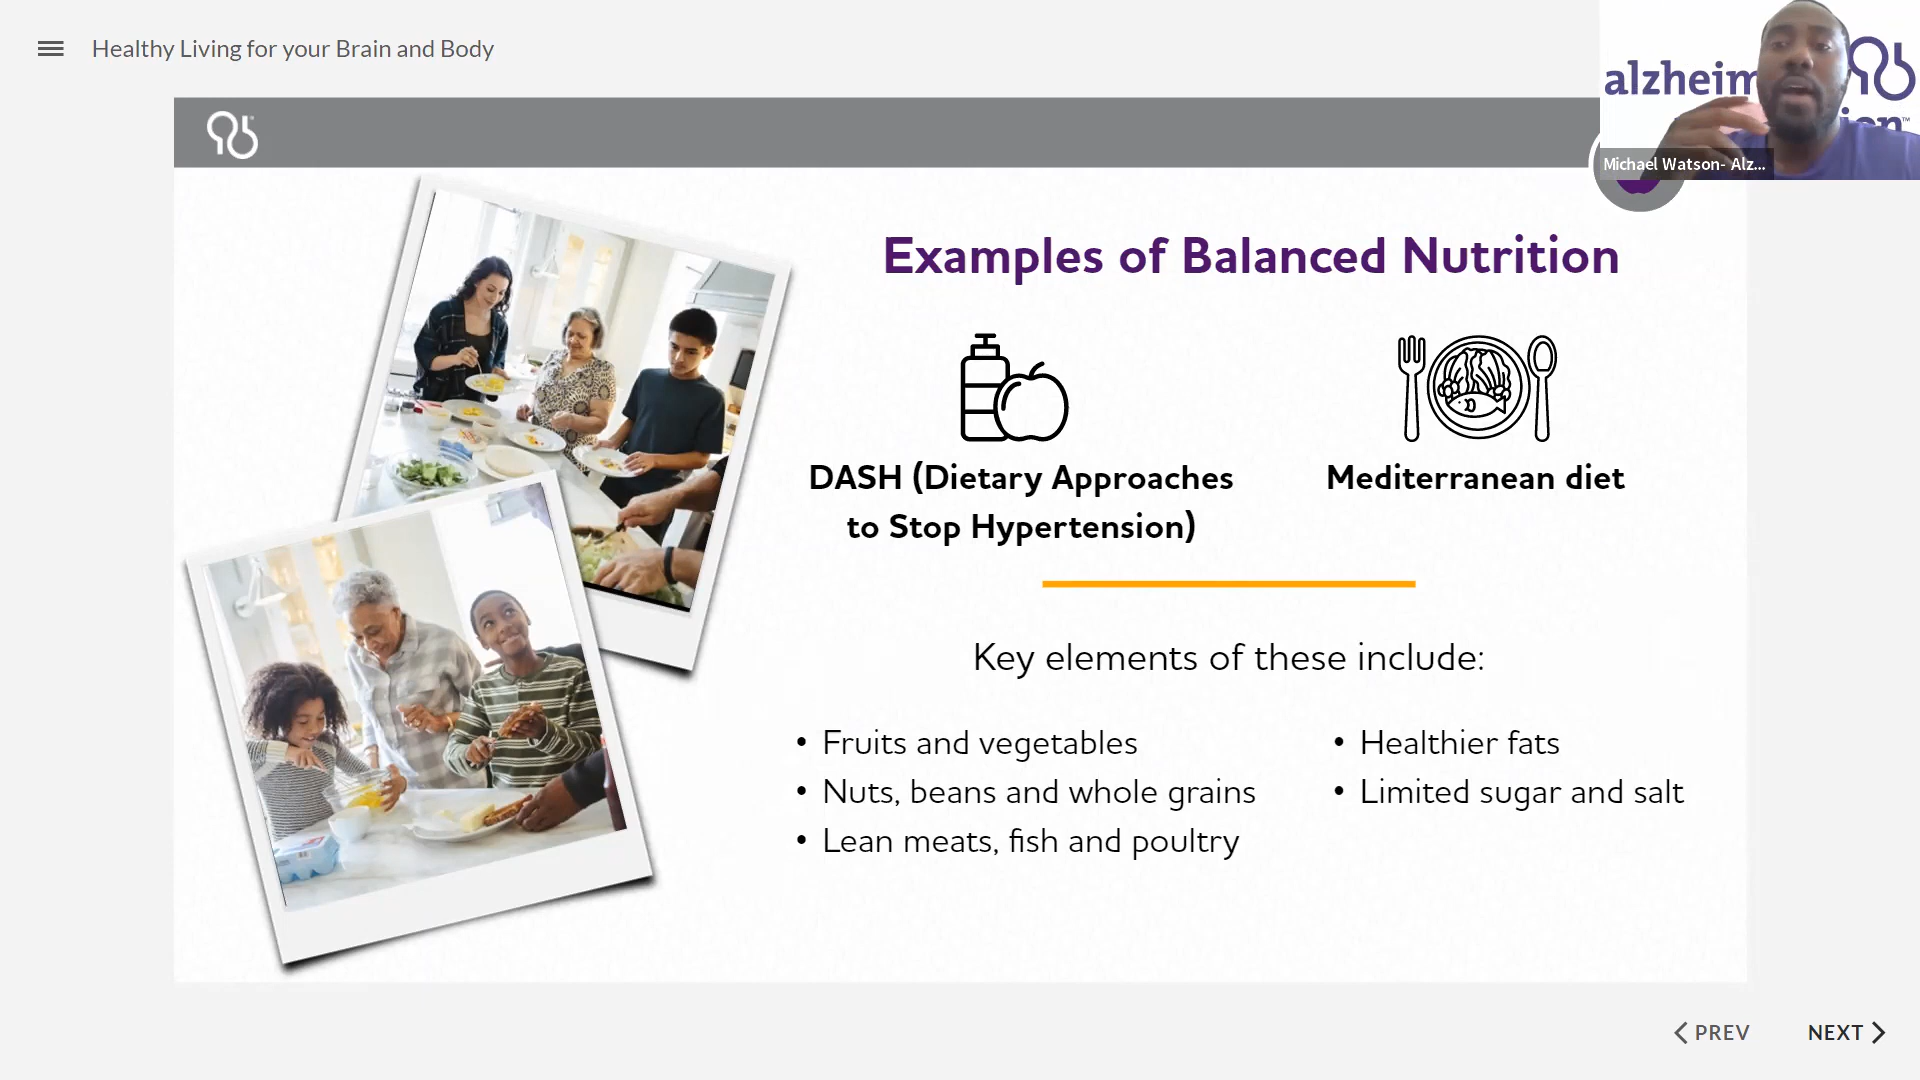 Healthy Living for your Brain and Body
alzheim
Michael Watson- Alz...
Examples of Balanced Nutrition
DASH (Dietary Approaches
to Stop Hypertension)
Mediterranean diet
Key elements of these include:
• Fruits and vegetables
• Nuts, beans and whole grains
• Lean meats, fish and poultry
• Healthier fats
• Limited sugar and salt
PREV
NEXT